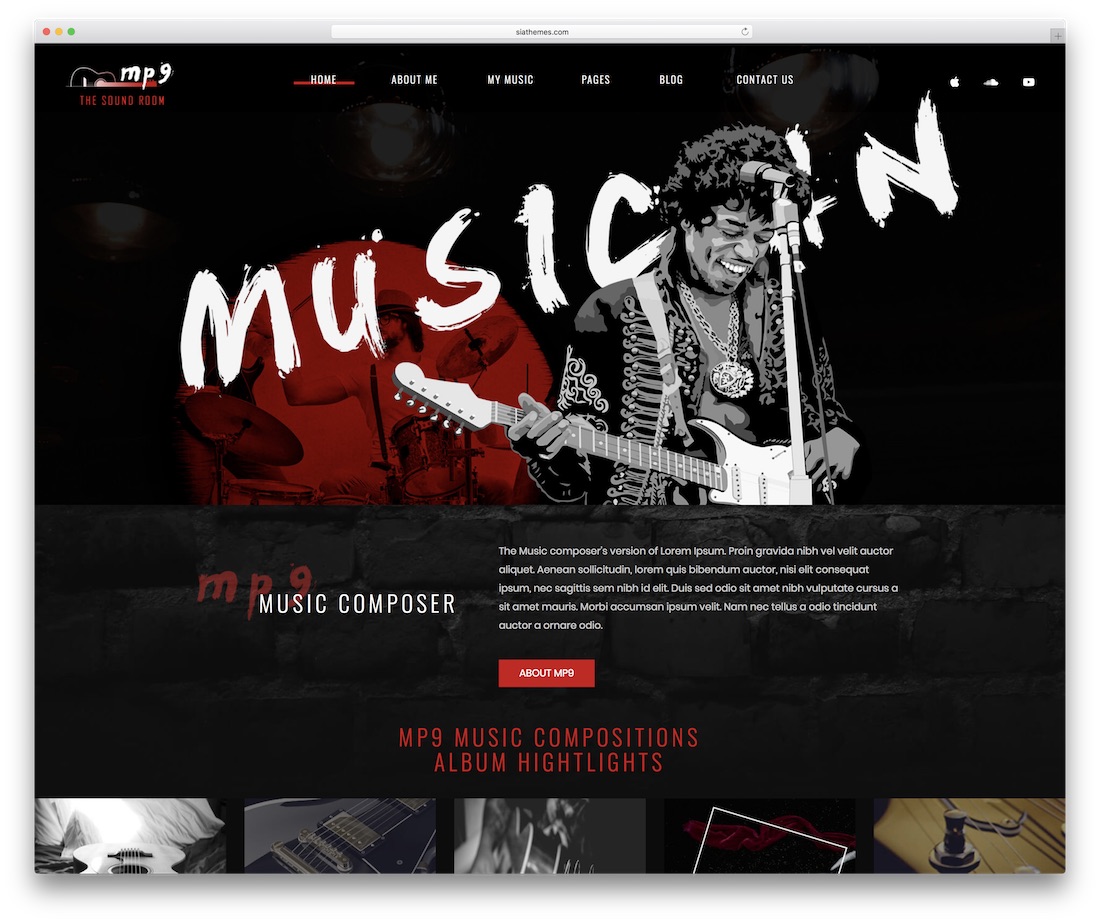 siathemes.com
mp9
THE SOUND ROOM
HOME ABOUT ME MY MUSIC PAGES BLOG CONTACT US
MUSIC AN
The Music composer's version of Lorem Ipsum. Proin gravida nibh vel velit auctor
aliquet. Aenean sollicitudin, lorem quis bibendum auctor, nisi elit consequat
ipsum, nec sagittis sem nibh id elit. Duis sed odio sit amet nibh vulputate cursus a
sit amet mauris. Morbi accumsan ipsum velit. Nam nec tellus a odio tincidunt
auctor a ornare odio.
mp9
MUSIC COMPOSER
ABOUT MP9
MP9 MUSIC COMPOSITIONS
ALBUM HIGHTLIGHTS